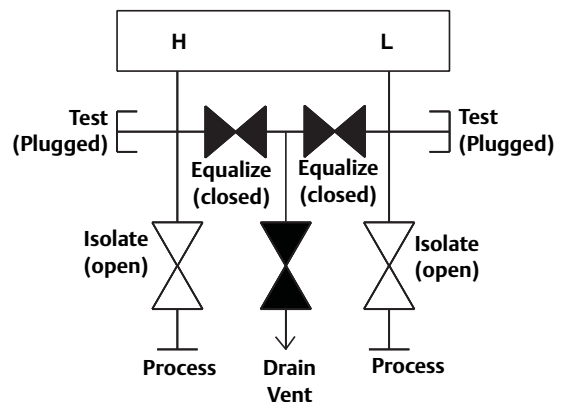 H
L
Test
(Plugged)
Test
(Plugged)
Equalize
(closed)
Equalize
(closed)
Isolate
(open)
Isolate
(open)
Process
Drain
Vent
Process